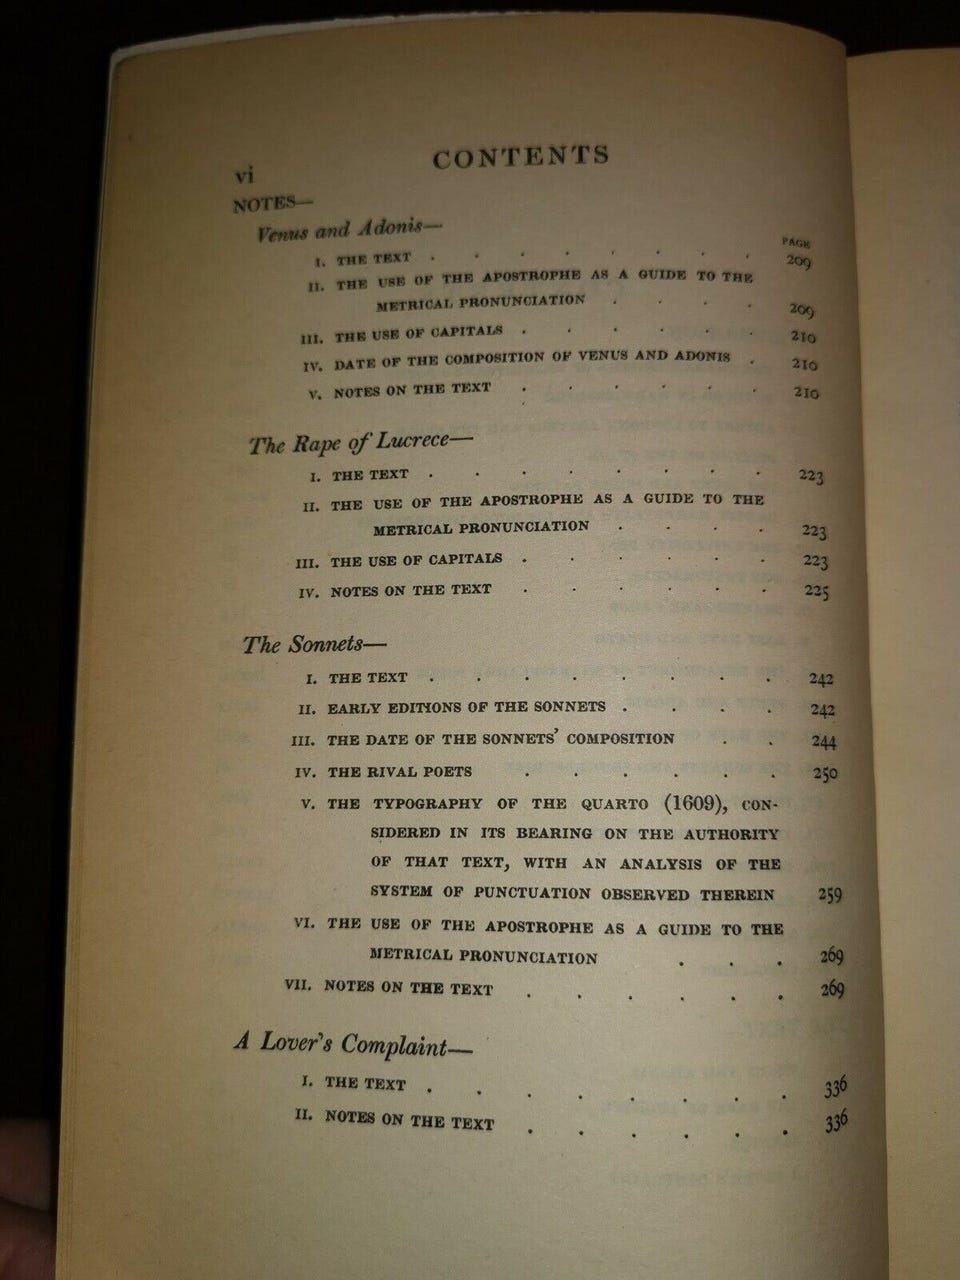 CONTENTS
vi
NOTES—
Venus and Adonis—
PAGE
I. THE TEXT . . . . . . . . 209
II. THE USE OF THE APOSTROPHE AS A GUIDE TO THE
METRICAL PRONUNCIATION . . . . 209
III. THE USE OF CAPITALS . . . . . . 210
IV. DATE OF THE COMPOSITION OF VENUS AND ADONIS . 210
V. NOTES ON THE TEXT . . . . . . 210
The Rape of Lucrece—
I. THE TEXT . . . . . . . . 223
II. THE USE OF THE APOSTROPHE AS A GUIDE TO THE
METRICAL PRONUNCIATION . . . . 223
III. THE USE OF CAPITALS . . . . . . 223
IV. NOTES ON THE TEXT . . . . . . 225
The Sonnets—
I. THE TEXT . . . . . . . . 242
II. EARLY EDITIONS OF THE SONNETS . . . . 242
III. THE DATE OF THE SONNETS' COMPOSITION . . 244
IV. THE RIVAL POETS . . . . . . 250
V. THE TYPOGRAPHY OF THE QUARTO (1609), CON-
SIDERED IN ITS BEARING ON THE AUTHORITY
OF THAT TEXT, WITH AN ANALYSIS OF THE
SYSTEM OF PUNCTUATION OBSERVED THEREIN 259
VI. THE USE OF THE APOSTROPHE AS A GUIDE TO THE
METRICAL PRONUNCIATION . . . 269
VII. NOTES ON THE TEXT . . . . . . 269
A Lover's Complaint—
I. THE TEXT . . . . . . . . 336
II. NOTES ON THE TEXT . . . . . . 336